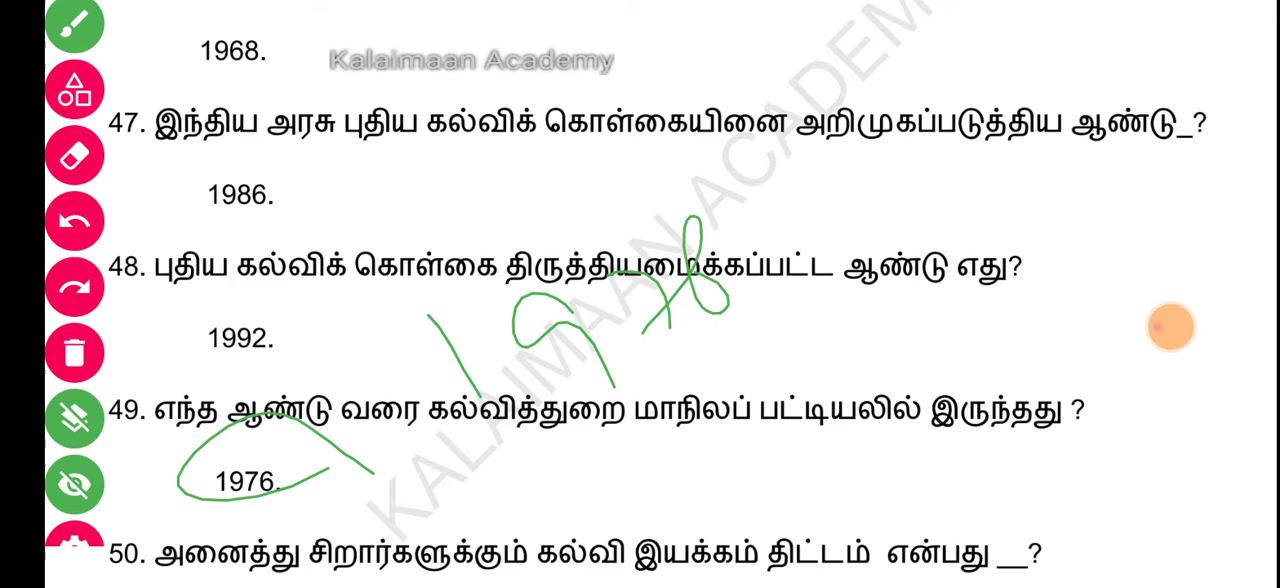 1968.
Kalaimaan Academy
47. இந்திய அரசு புதிய கல்விக் கொள்கையினை அறிமுகப்படுத்திய ஆண்டு_?
1986.
48. புதிய கல்விக் கொள்கை திருத்தியமைக்கப்பட்ட ஆண்டு எது?
1992.
1976
49. எந்த ஆண்டு வரை கல்வித்துறை மாநிலப் பட்டியலில் இருந்தது ?
1976.
50. அனைத்து சிறார்களுக்கும் கல்வி இயக்கம் திட்டம் என்பது __?
KALAIMAAN ACADEM